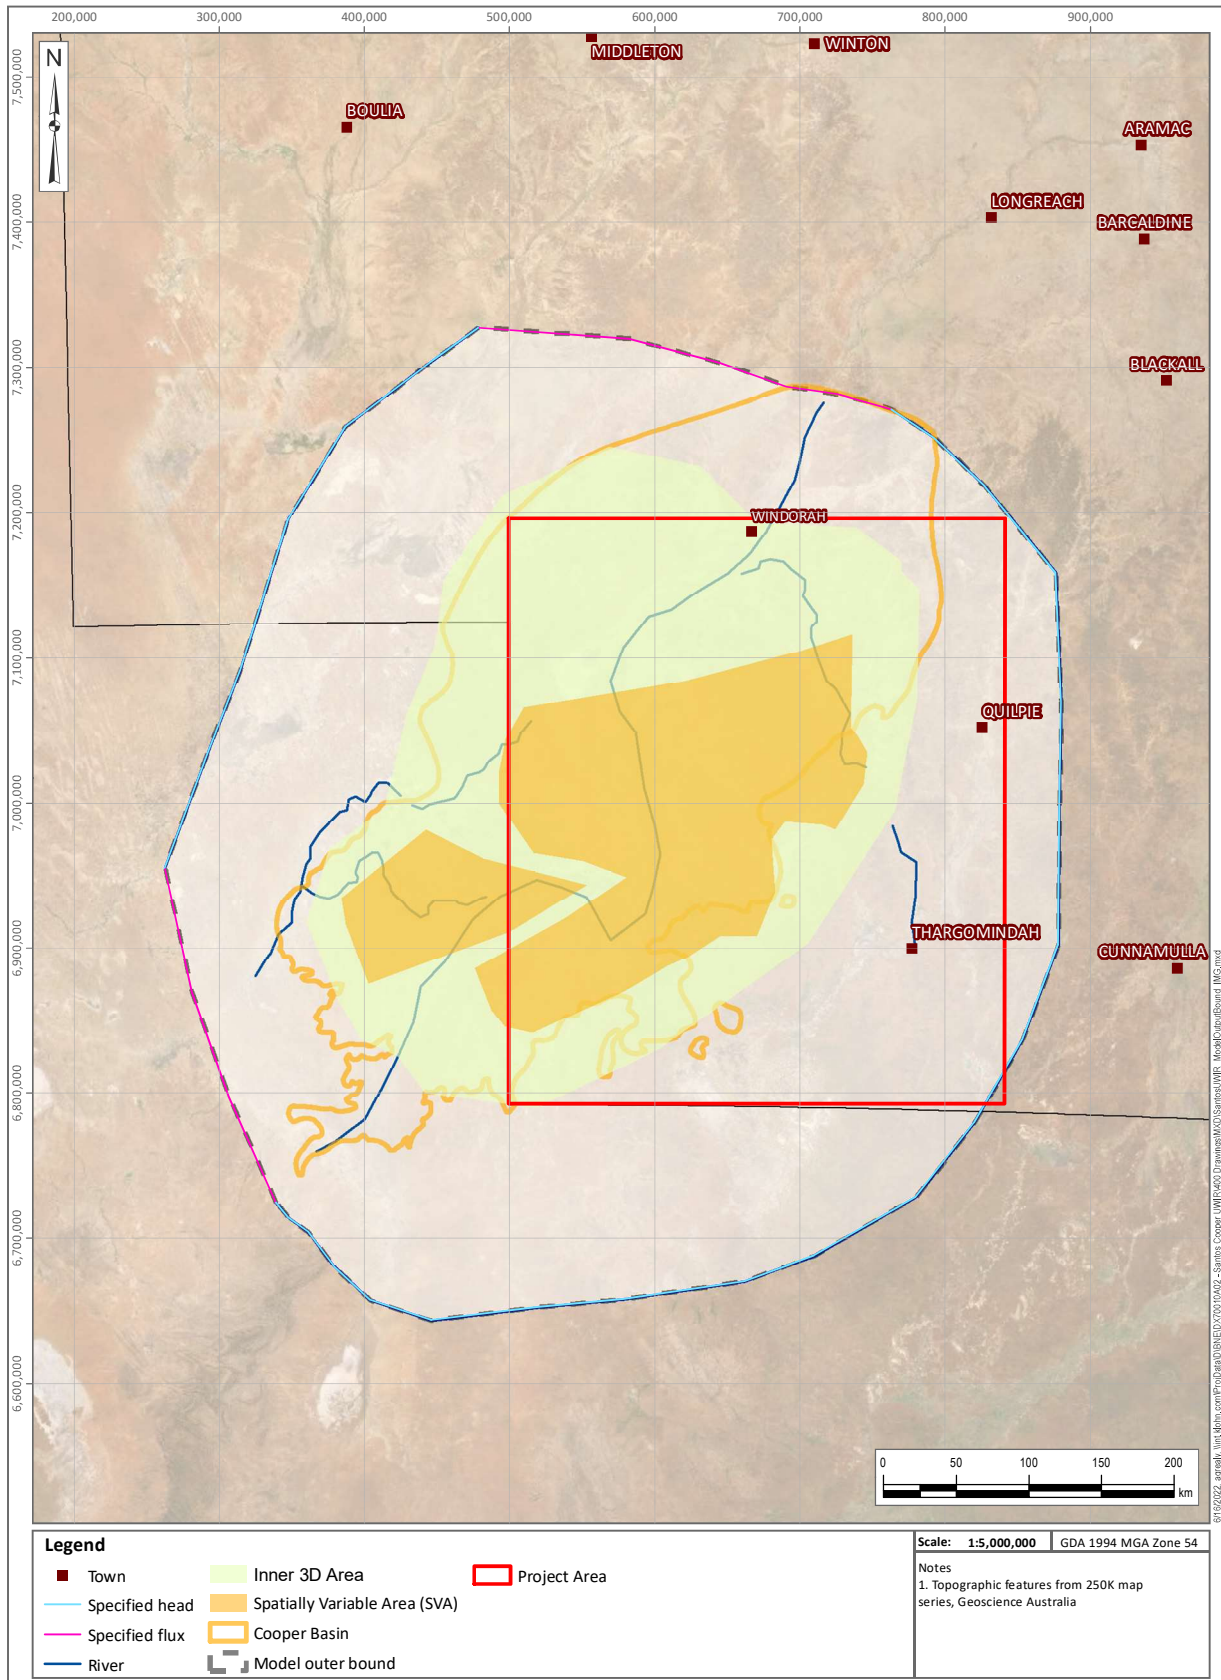 200,000 300,000 400,000 500,000 600,000 700,000 800,000 900,000
7,500,000
7,400,000
7,300,000
7,200,000
7,100,000
7,000,000
6,900,000
6,800,000
6,700,000
6,600,000
N
MIDDLETON
WINTON
BOULIA
ARAMAC
LONGREACH
BARCALDINE
BLACKALL
WINDORAH
QUILPIE
THARGOMINDAH
CUNNAMULLA
0 50 100 150 200
km
Legend
Town
Specified head
Specified flux
River
Inner 3D Area
Spatially Variable Area (SVA)
Cooper Basin
Model outer bound
Project Area
Scale: 1:5,000,000
GDA 1994 MGA Zone 54
Notes
1. Topographic features from 250K map
series, Geoscience Australia